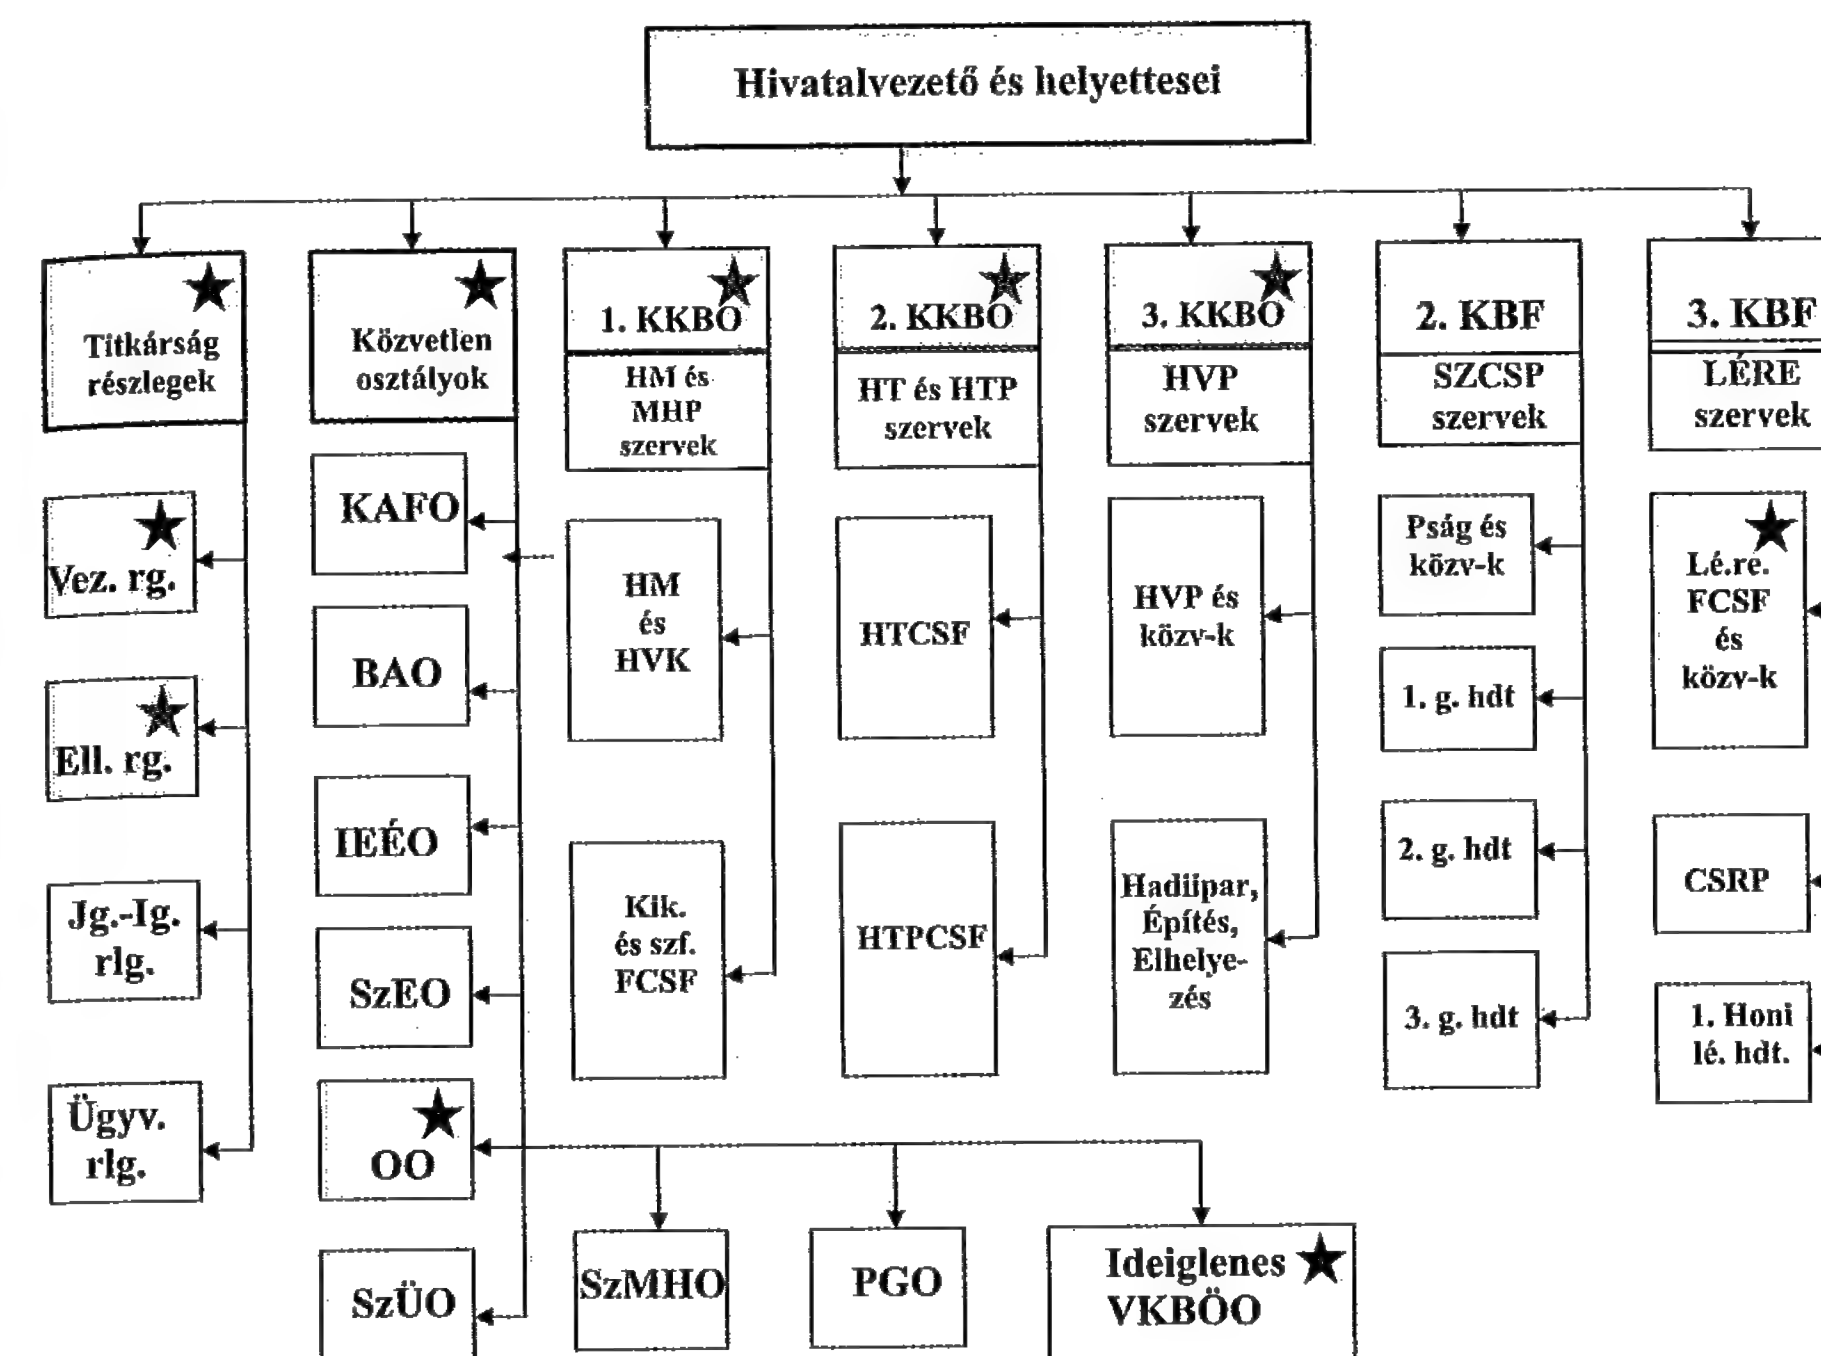 Hivatalvezető és helyettesei
Titkárság
részlegek
Vez. rg.
Ell. rg.
Jg.-Ig.
rlg.
Ügyv.
rlg.
Közvetlen
osztályok
KAFO
BAO
IEÉO
SzEO
OO
SzÜO
1. KKBO
HM és
MHP
szervek
HM
és
HVK
Kik.
és szf.
FCSF
2. KKBO
HT és HTP
szervek
HTCSF
HTPCSF
3. KKBO
HVP
szervek
HVP és
közv-k
Hadiipar,
Építés,
Elhelye-
zés
2. KBF
SZCSP
szervek
Pság és
közv-k
1. g. hdt
2. g. hdt
3. g. hdt
3. KBF
LÉRE
szervek
Lé.re.
FCSF
és
közv-k
CSRP
1. Honi
lé. hdt.
SzMHO
PGO
Ideiglenes
VKBÖO